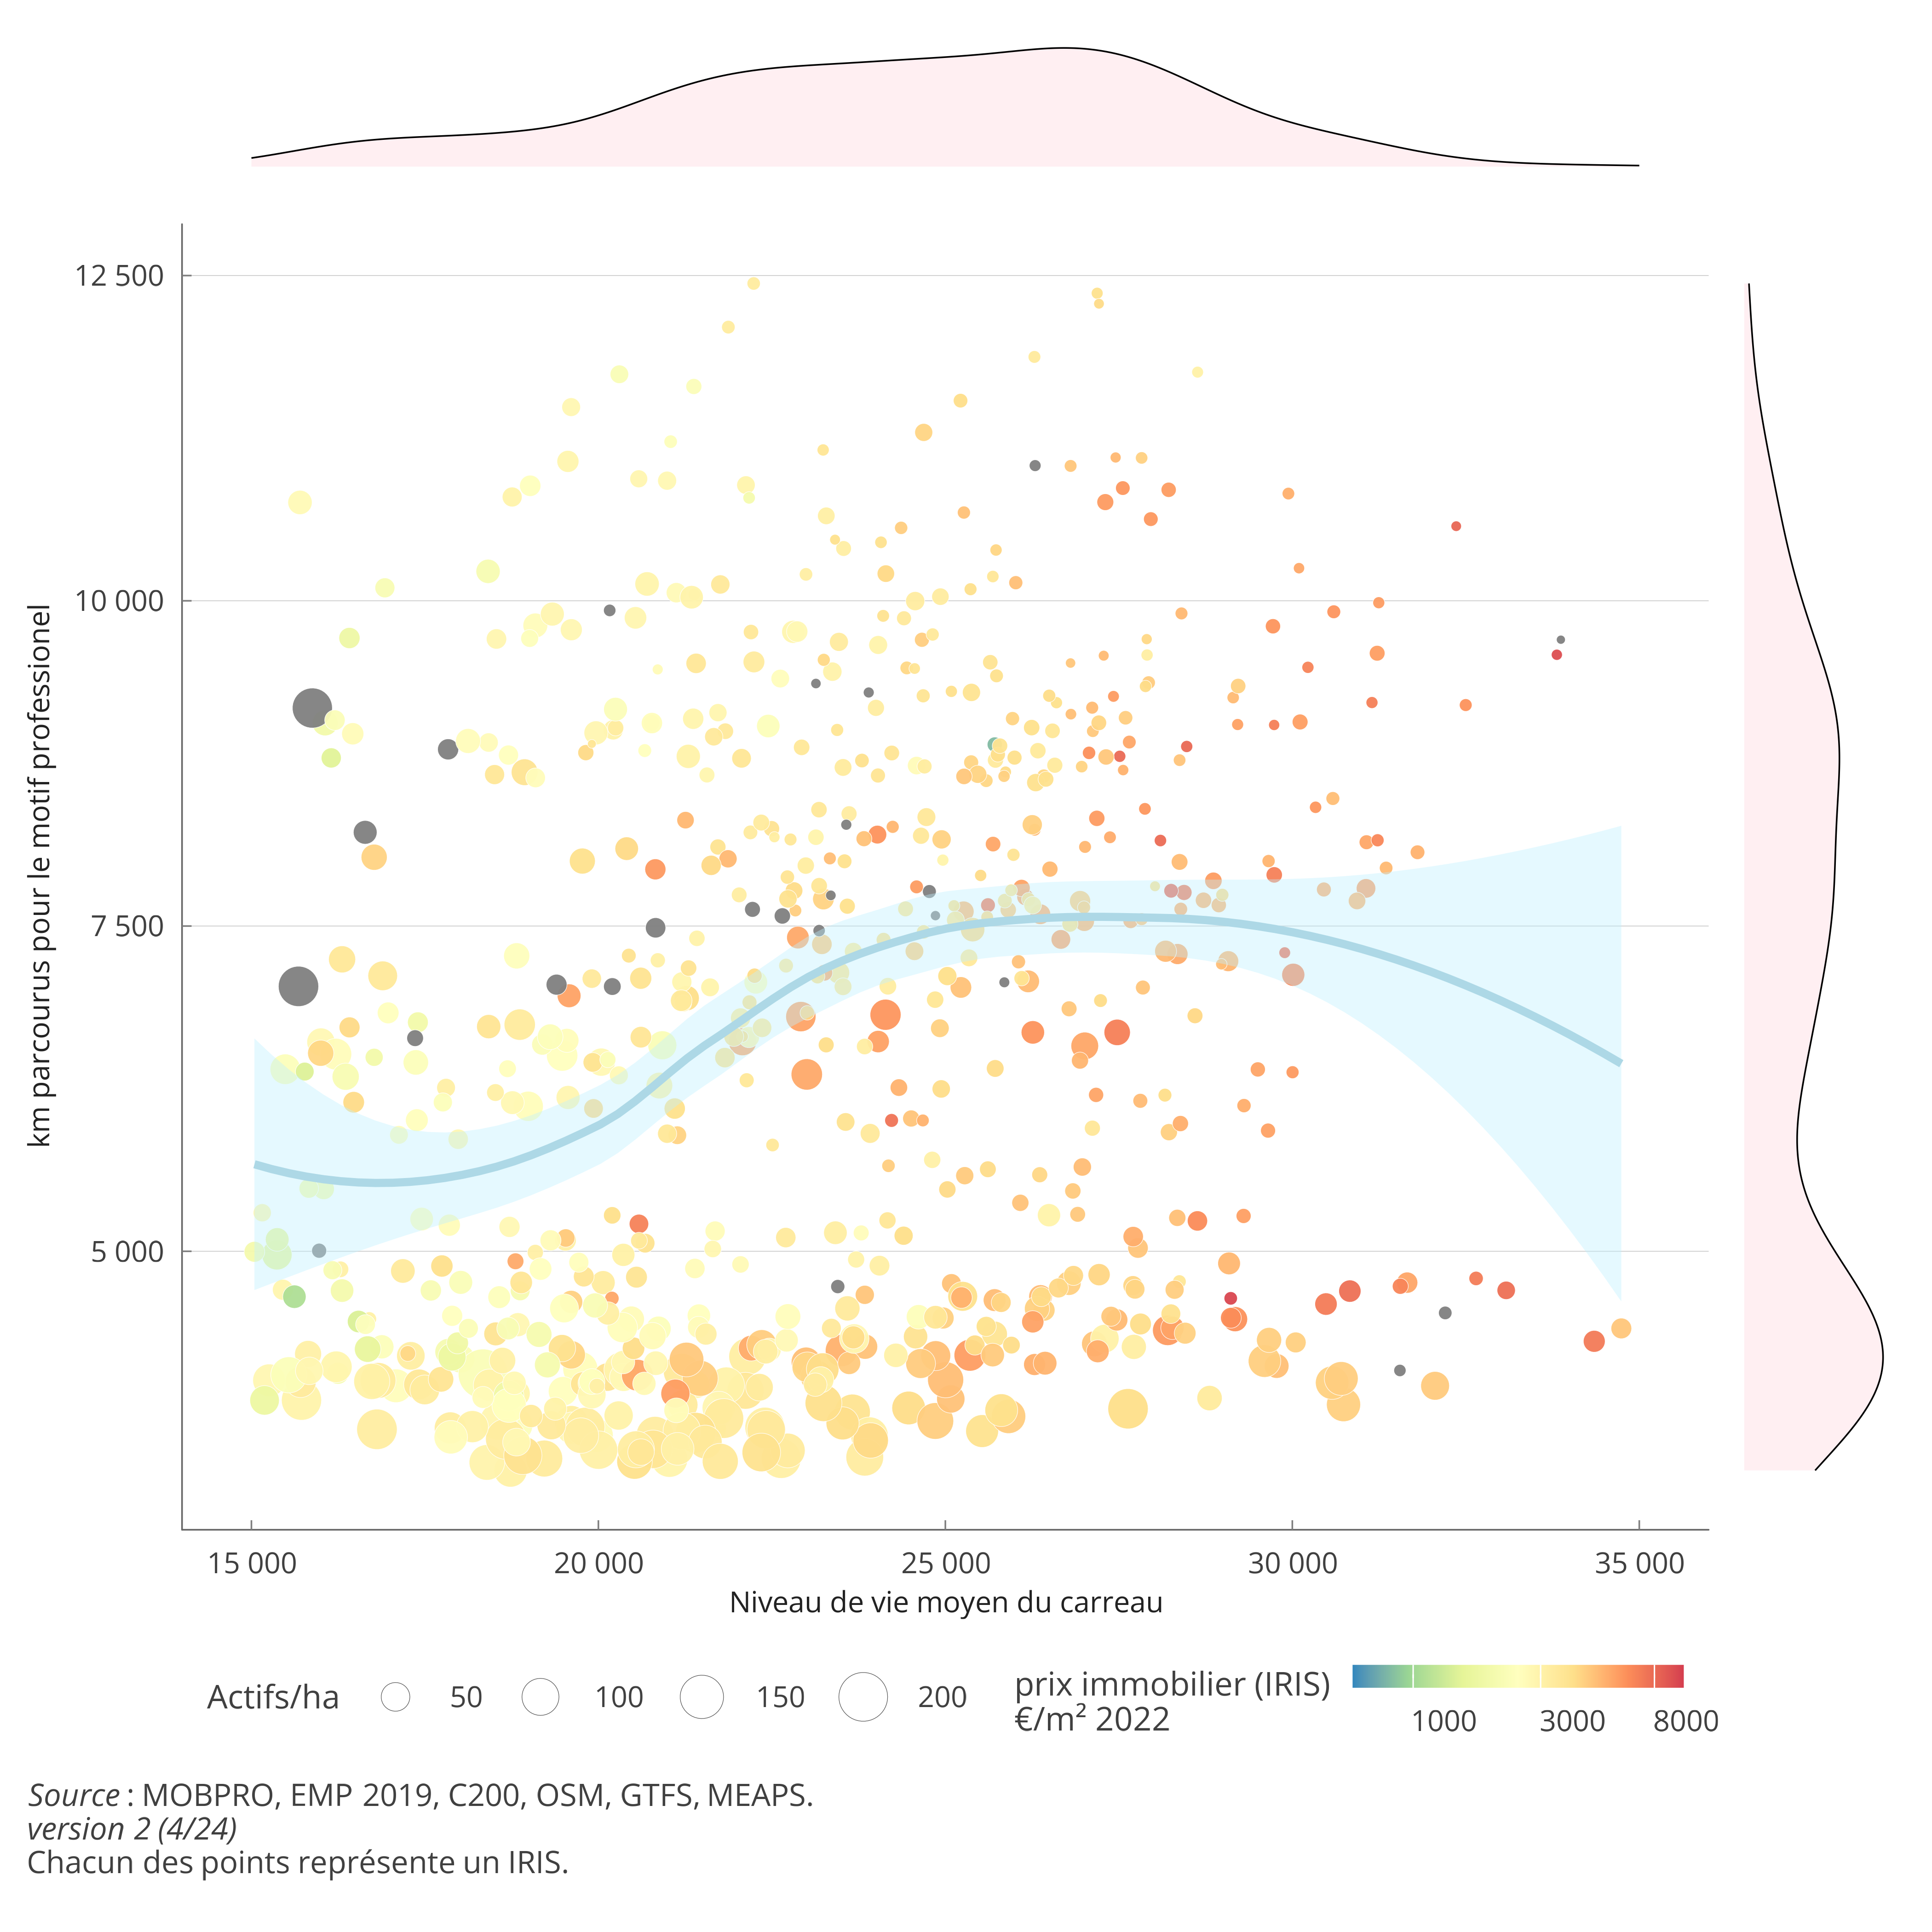 km parcourus pour le motif professionel
12 500
10 000
7 500
5 000
15 000 20 000 25 000 30 000 35 000
Niveau de vie moyen du carreau
Actifs/ha 50 100 150 200
prix immobilier (IRIS)
€/m² 2022
1000 3000 8000
Source : MOBPRO, EMP 2019, C200, OSM, GTFS, MEAPS.
version 2 (4/24)
Chacun des points représente un IRIS.